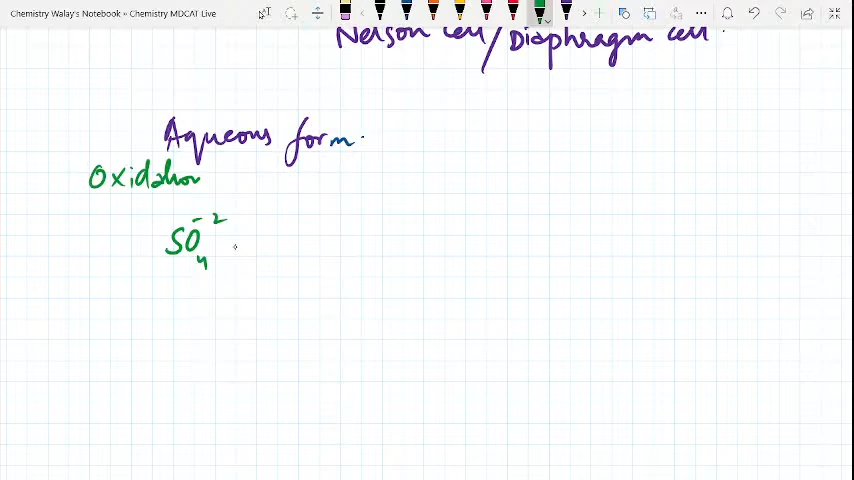 Chemistry Walay's Notebook » Chemistry MDCAT Live
Nelson cell/Diaphragm cell.
Aqueous form.
Oxidation
SO₄⁻²